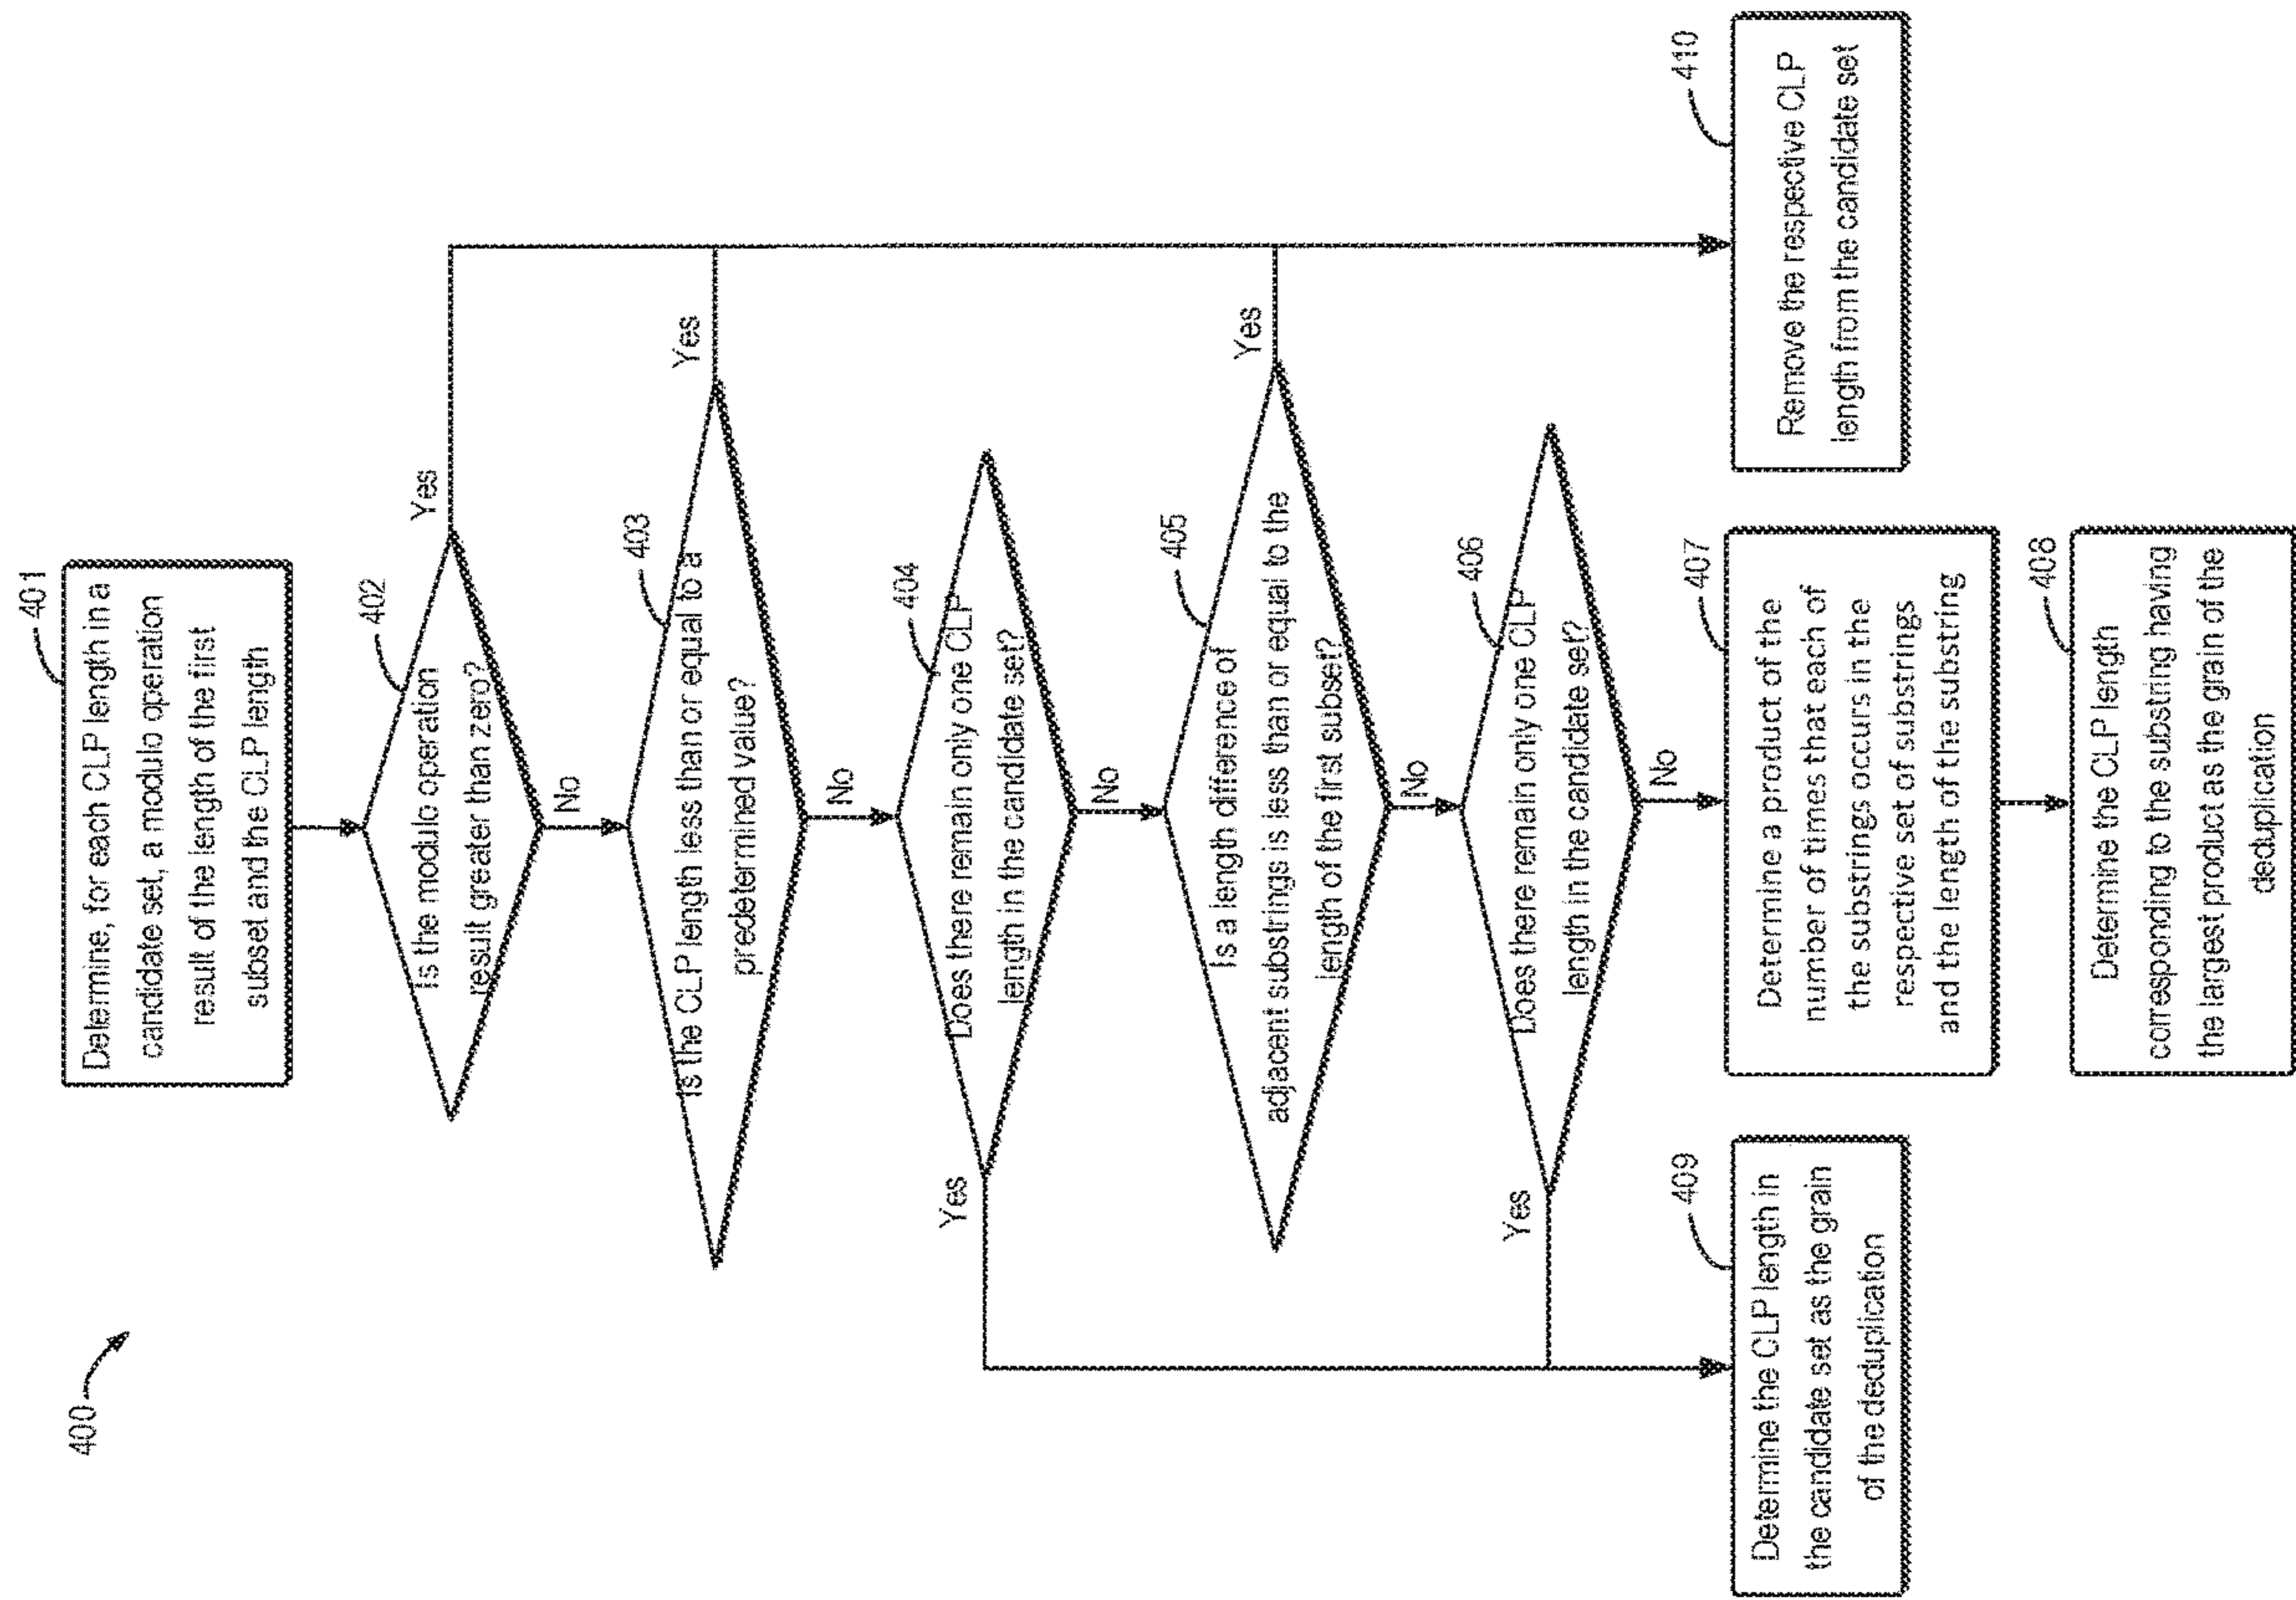 400
401
Determine, for each CLP length in a
candidate set, a modulo operation
result of the length of the first
subset and the CLP length
402
Is the modulo operation
result greater than zero?
Yes
No
403
Is the CLP length less than or equal to a
predetermined value?
Yes
No
404
Does there remain only one CLP
length in the candidate set?
Yes
No
405
Is a length difference of
adjacent substrings is less than or equal to the
length of the first subset?
Yes
No
406
Does there remain only one CLP
length in the candidate set?
Yes
No
409
Determine the CLP length in
the candidate set as the grain
of the deduplication
407
Determine a product of the
number of times that each of
the substrings occurs in the
respective set of substrings
and the length of the substring
410
Remove the respective CLP
length from the candidate set
408
Determine the CLP length
corresponding to the substring having
the largest product as the grain of the
deduplication